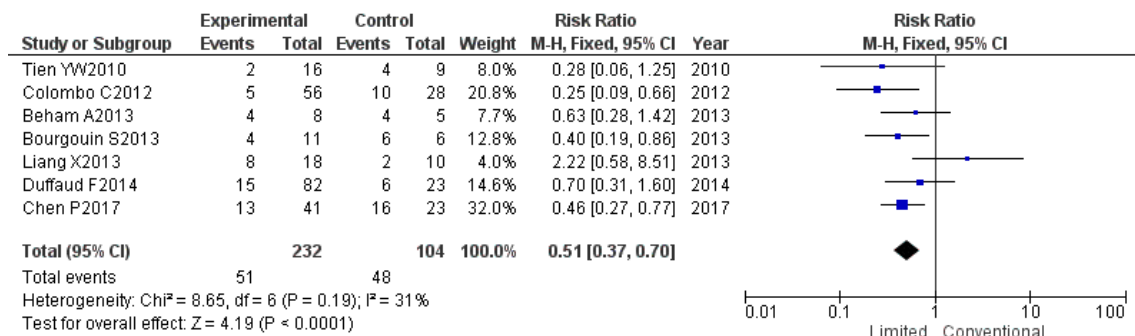 Experimental Control Risk Ratio Risk Ratio
Study or Subgroup Events Total Events Total Weight M-H, Fixed, 95% CI Year M-H, Fixed, 95% CI
Tien YW2010 2 16 4 9 8.0% 0.28 [0.06, 1.25] 2010
Colombo C2012 5 56 10 28 20.8% 0.25 [0.09, 0.66] 2012
Beham A2013 4 8 4 5 7.7% 0.63 [0.28, 1.42] 2013
Bourgouin S2013 4 11 6 6 12.8% 0.40 [0.19, 0.86] 2013
Liang X2013 8 18 2 10 4.0% 2.22 [0.58, 8.51] 2013
Duffaud F2014 15 82 6 23 14.6% 0.70 [0.31, 1.60] 2014
Chen P2017 13 41 16 23 32.0% 0.46 [0.27, 0.77] 2017
Total (95% CI) 232 104 100.0% 0.51 [0.37, 0.70]
Total events 51 48
Heterogeneity: Chi² = 8.65, df = 6 (P = 0.19); I² = 31%
Test for overall effect: Z = 4.19 (P < 0.0001)
0.01 0.1 1 10 100
Limited Conventional